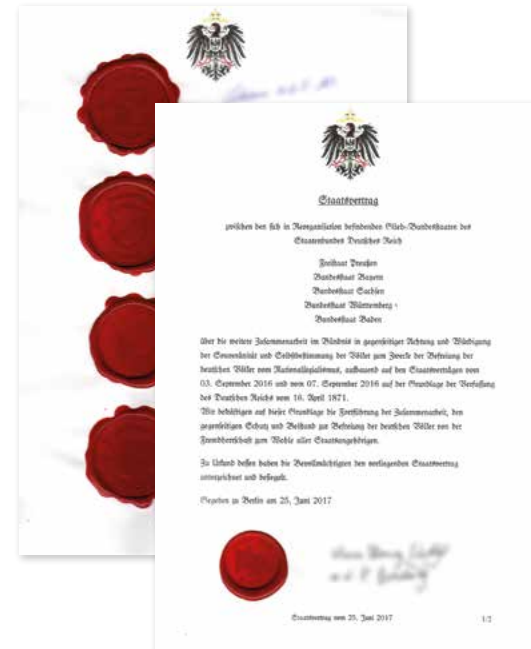 Staatsvertrag
zwischen den sich in Reorganisation befindenden Glied-/Bundesstaaten des
Staatenbundes Deutsches Reich
Freistaat Preußen
Bundesstaat Bayern
Bundesstaat Sachsen
Bundesstaat Württemberg
Bundesstaat Baden
über die weitere Zusammenarbeit im Bündnis in gegenseitiger Achtung und Würdigung
der Souveränität und Selbstbestimmung der Völker zum Zwecke der Befreiung der
deutschen Völker vom Nationalsozialismus, aufbauend auf den Staatsverträgen vom
03. September 2016 und vom 07. September 2016 auf der Grundlage der Verfassung
des Deutschen Reichs vom 16. April 1871.
Wir bekräftigen auf dieser Grundlage die Fortführung der Zusammenarbeit, den
gegenseitigen Schutz und Beistand zur Befreiung der deutschen Völker von der
Fremdherrschaft zum Wohle aller Staatsangehörigen.
Zu Urkund dessen haben die Bevollmächtigten den vorliegenden Staatsvertrag
unterzeichnet und besiegelt.
Gegeben zu Berlin am 25. Juni 2017
Staatsvertrag vom 25. Juni 2017 1/2